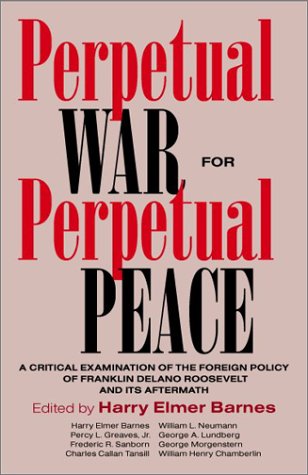 Perpetual
WAR FOR
Perpetual
PEACE
A CRITICAL EXAMINATION OF THE FOREIGN POLICY
OF FRANKLIN DELANO ROOSEVELT
AND ITS AFTERMATH
Edited by Harry Elmer Barnes
Harry Elmer Barnes William L. Neumann
Percy L. Greaves, Jr. George A. Lundberg
Frederic R. Sanborn George Morgenstern
Charles Callan Tansill William Henry Chamberlin